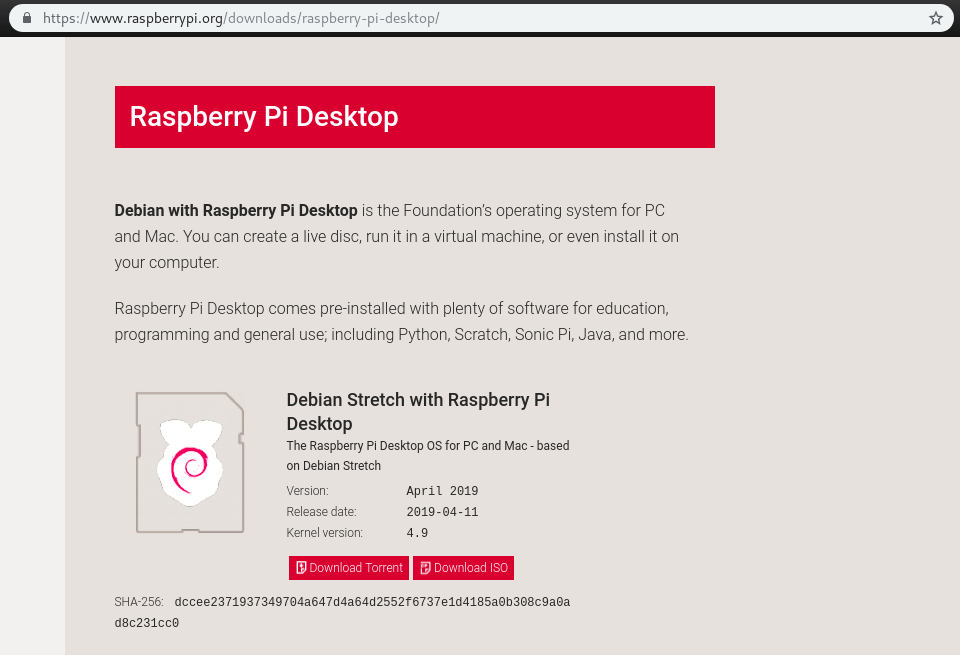 https://www.raspberrypi.org/downloads/raspberry-pi-desktop/
Raspberry Pi Desktop
Debian with Raspberry Pi Desktop is the Foundation's operating system for PC
and Mac. You can create a live disc, run it in a virtual machine, or even install it on
your computer.
Raspberry Pi Desktop comes pre-installed with plenty of software for education,
programming and general use; including Python, Scratch, Sonic Pi, Java, and more.
Debian Stretch with Raspberry Pi
Desktop
The Raspberry Pi Desktop OS for PC and Mac - based
on Debian Stretch
Version: April 2019
Release date: 2019-04-11
Kernel version: 4.9
Download Torrent Download ISO
SHA-256: dccee2371937349704a647d4a64d2552f6737e1d4185a0b308c9a0a
d8c231cc0